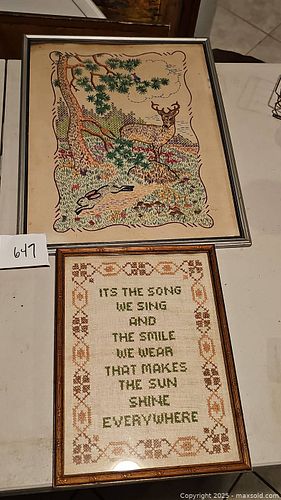 647
ITS THE SONG
WE SING
AND
THE SMILE
WE WEAR
THAT MAKES
THE SUN
SHINE
EVERYWHERE
Copyright © 2025 - maxsold.com